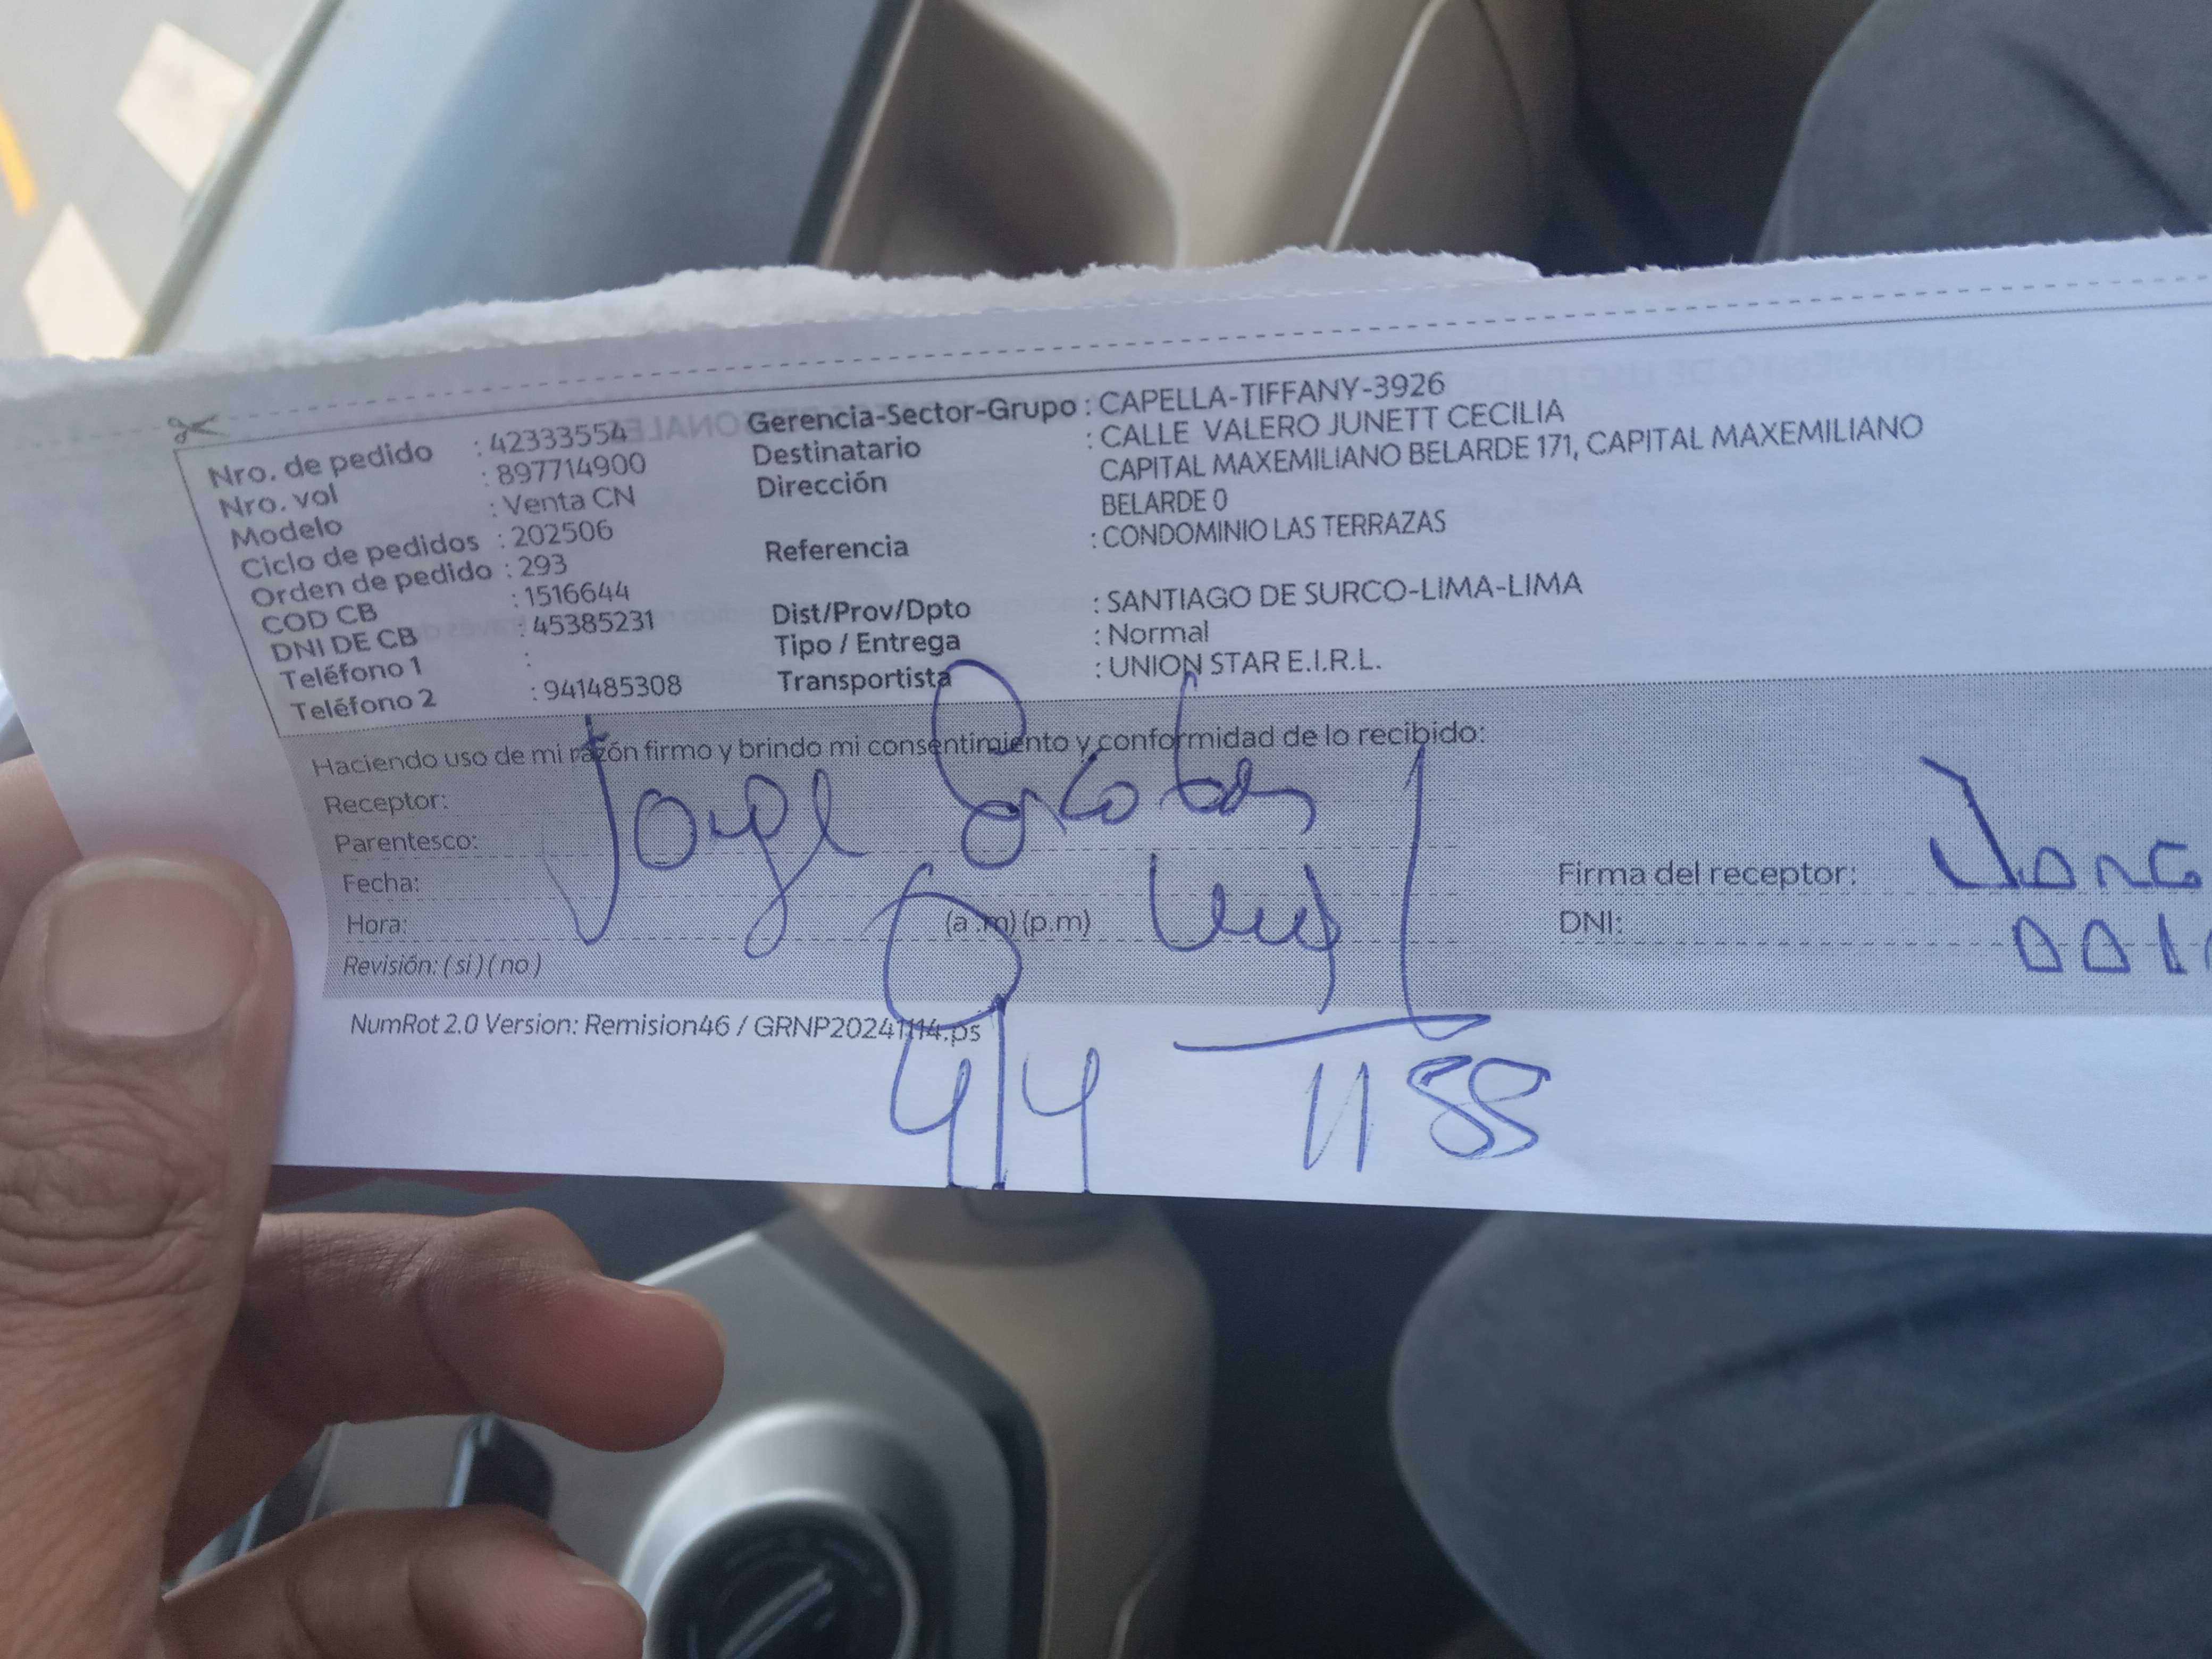 Nro. de pedido : 42333554
Nro. vol : 897714900
Modelo : Venta CN
Ciclo de pedidos : 202506
Orden de pedido : 293
COD CB : 1516644
DNI DE CB : 45385231
Teléfono 1 :
Teléfono 2 : 941485308
Gerencia-Sector-Grupo : CAPELLA-TIFFANY-3926
Destinatario : CALLE VALERO JUNETT CECILIA
Dirección CAPITAL MAXEMILIANO BELARDE 171, CAPITAL MAXEMILIANO
BELARDE 0
Referencia : CONDOMINIO LAS TERRAZAS
Dist/Prov/Dpto : SANTIAGO DE SURCO-LIMA-LIMA
Tipo / Entrega : Normal
Transportista : UNION STAR E.I.R.L.
Haciendo uso de mi razón firmo y brindo mi consentimiento y conformidad de lo recibido:
Receptor: Jorge
Parentesco:
Fecha:
Hora: (a.m) (p.m)
Revisión: ( si ) ( no )
Firma del receptor:
DNI:
NumRot 2.0 Version: Remision46 / GRNP20241114.ps
4/4